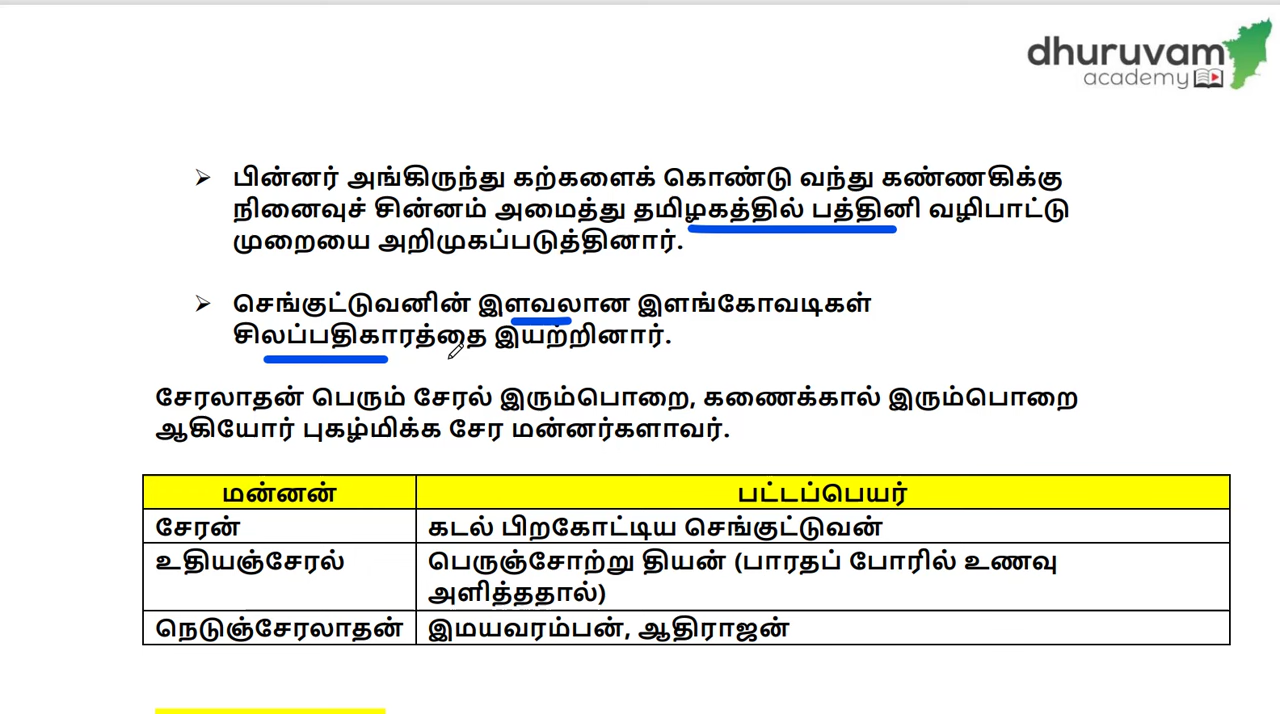 dhuruvam
academy
➢ பின்னர் அங்கிருந்து கற்களைக் கொண்டு வந்து கண்ணகிக்கு
நினைவுச் சின்னம் அமைத்து தமிழகத்தில் பத்தினி வழிபாட்டு
முறையை அறிமுகப்படுத்தினார்.
➢ செங்குட்டுவனின் இளவலான இளங்கோவடிகள்
சிலப்பதிகாரத்தை இயற்றினார்.
சேரலாதன் பெரும் சேரல் இரும்பொறை, கணைக்கால் இரும்பொறை
ஆகியோர் புகழ்மிக்க சேர மன்னர்களாவர்.
மன்னன் பட்டப்பெயர்
சேரன் கடல் பிறகோட்டிய செங்குட்டுவன்
உதியஞ்சேரல் பெருஞ்சோற்று தியன் (பாரதப் போரில் உணவு
அளித்ததால்)
நெடுஞ்சேரலாதன் இமயவரம்பன், ஆதிராஜன்